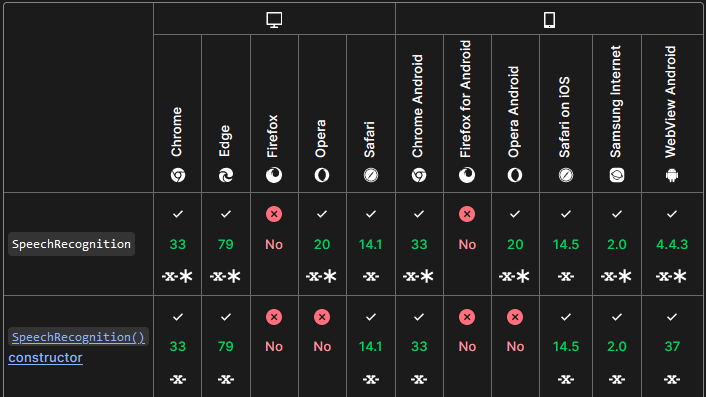 Chrome
Edge
Firefox
Opera
Safari
Chrome Android
Firefox for Android
Opera Android
Safari on iOS
Samsung Internet
WebView Android
SpeechRecognition
33 79 No 20 14.1 33 No 20 14.5 2.0 4.4.3
-x-* -x-* -x-* -x- -x-* -x-* -x- -x-* -x-*
SpeechRecognition()
constructor
33 79 No No 14.1 33 No No 14.5 2.0 37
-x- -x- -x- -x- -x- -x-